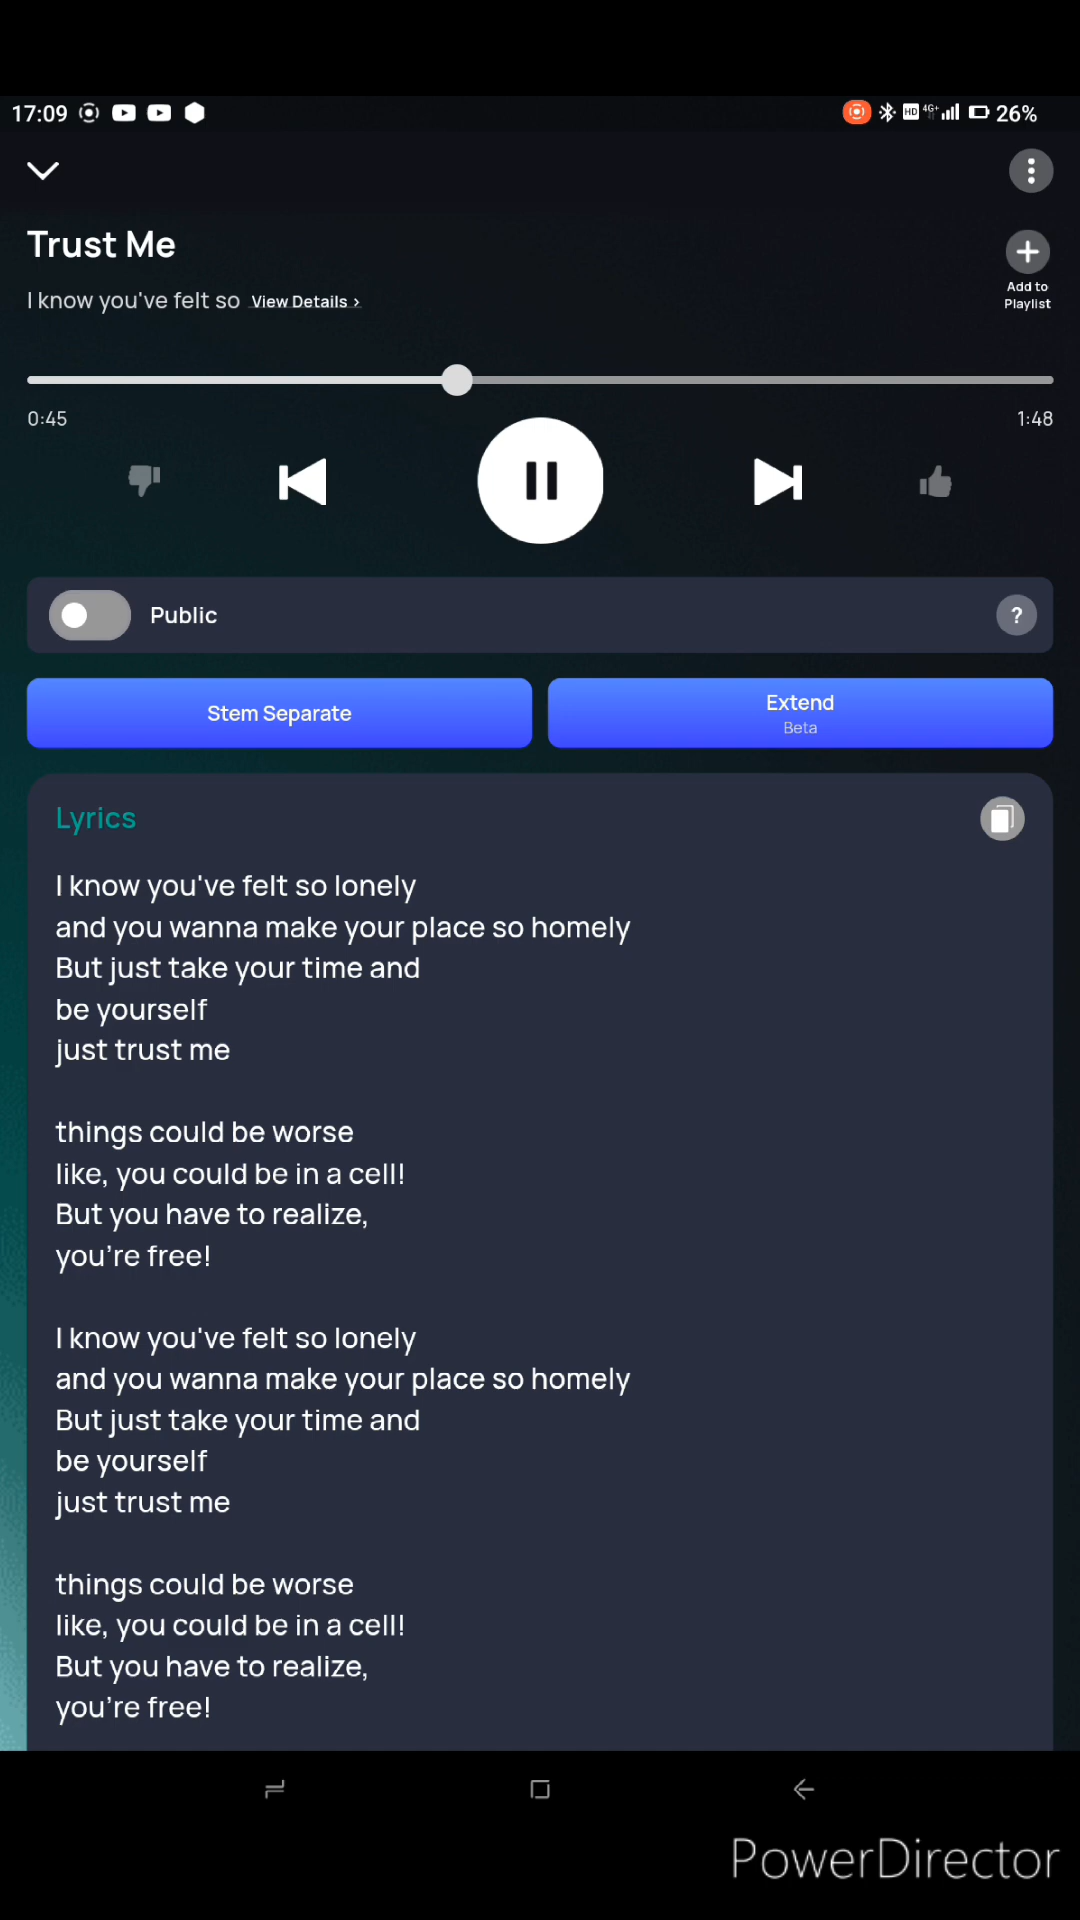 17:09
HD 4G+ 26%
Trust Me
I know you've felt so View Details >
Add to
Playlist
0:45 1:48
Public ?
Stem Separate
Extend
Beta
Lyrics
I know you've felt so lonely
and you wanna make your place so homely
But just take your time and
be yourself
just trust me
things could be worse
like, you could be in a cell!
But you have to realize,
you're free!
I know you've felt so lonely
and you wanna make your place so homely
But just take your time and
be yourself
just trust me
things could be worse
like, you could be in a cell!
But you have to realize,
you're free!
PowerDirector